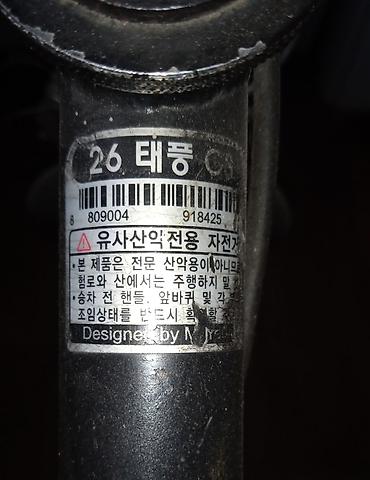 26 태풍
8 809004 918425
유사산악전용
· 본 제품은 전문 산악용이 아니므로
험로와 산에서는 주행하지 말
· 승차 전 핸들, 앞바퀴 및 각
조임상태를 반드시 확인할
Designed by